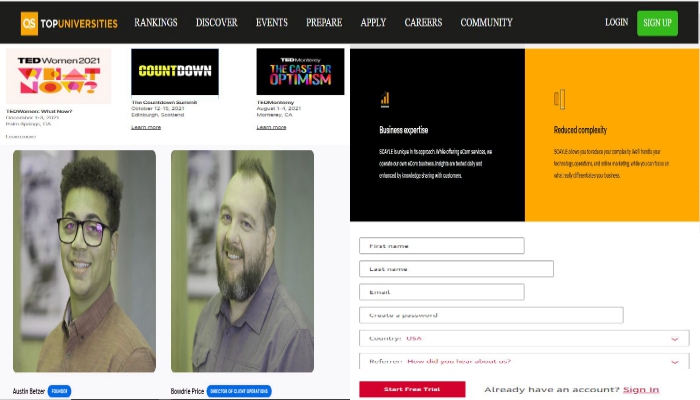 QS TOPUNIVERSITIES RANKINGS DISCOVER EVENTS PREPARE APPLY CAREERS COMMUNITY LOGIN SIGN UP
TEDWomen2021
WHAT
NOW?
TEDWomen: What Now?
December 1-3, 2021
Palm Springs, CA
Learn more
COUNTDOWN
The Countdown Summit
October 12-15, 2021
Edinburgh, Scotland
Learn more
TEDMonterey
THE CASE FOR
OPTIMISM
TEDMonterey
August 1-4, 2021
Monterey, CA
Learn more
Business expertise
SCAYLE is unique in its approach. While offering eCom services, we
operate our own eCom business. Insights are tested daily and
enhanced by knowledge-sharing with customers.
Reduced complexity
SCAYLE allows you to reduce your complexity. We'll handle your
technology, operations, and online marketing, while you can focus on
what really differentiates your business.
Austin Betzer FOUNDER
Bowdrie Price DIRECTOR OF CLIENT OPERATIONS
First name
Last name
Email
Create a password
Country: USA
Referrer: How did you hear about us?
Start Free Trial Already have an account? Sign In